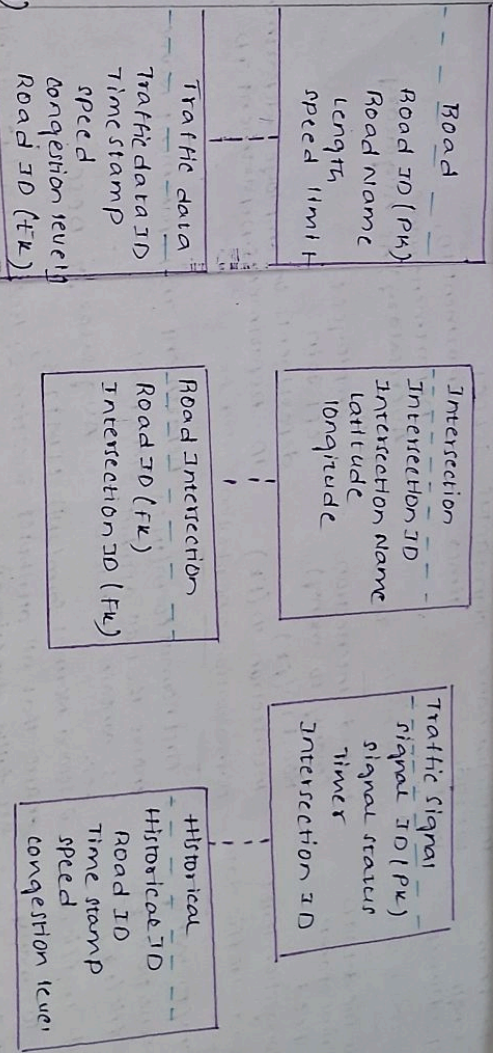 Road
Road ID (PK)
Road Name
Length
speed limit
Intersection
Intersection ID
Intersection Name
Latitude
longitude
Traffic signal
signal ID (PK)
signal status
Timer
Intersection ID
Traffic data
Traffic data ID
Time stamp
speed
congestion level
Road ID (FK)
Road Intersection
Road ID (FK)
Intersection ID (FK)
Historical
Historical ID
Road ID
Time stamp
speed
congestion level